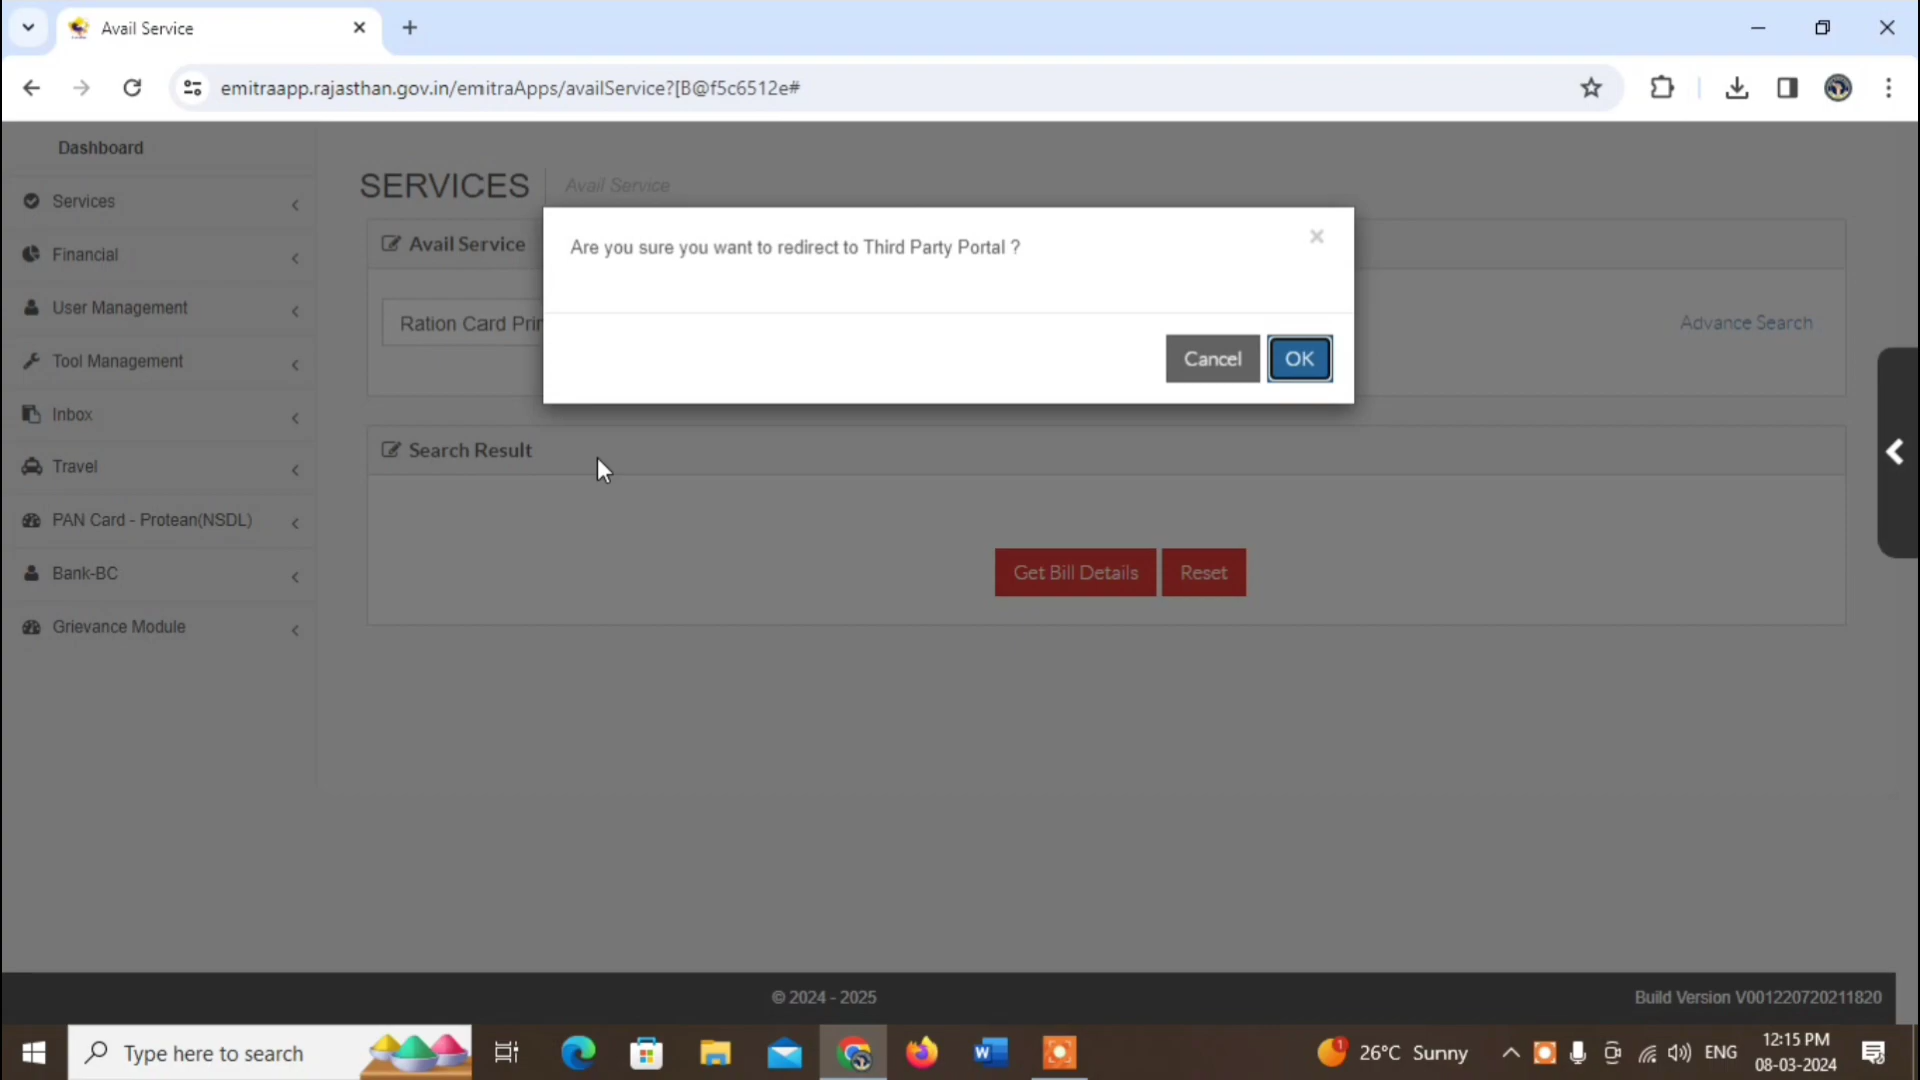 Avail Service
emitraapp.rajasthan.gov.in/emitraApps/availService?[B@f5c6512e#
Dashboard
Services
Financial
User Management
Tool Management
Inbox
Travel
PAN Card - Protean(NSDL)
Bank-BC
Grievance Module
SERVICES
Avail Service
Avail Service
Ration Card Prin
Advance Search
Are you sure you want to redirect to Third Party Portal ?
×
Cancel
OK
Search Result
Get Bill Details
Reset
© 2024 - 2025
Build Version V001220720211820
Type here to search
1
26°C Sunny
ENG
12:15 PM
08-03-2024